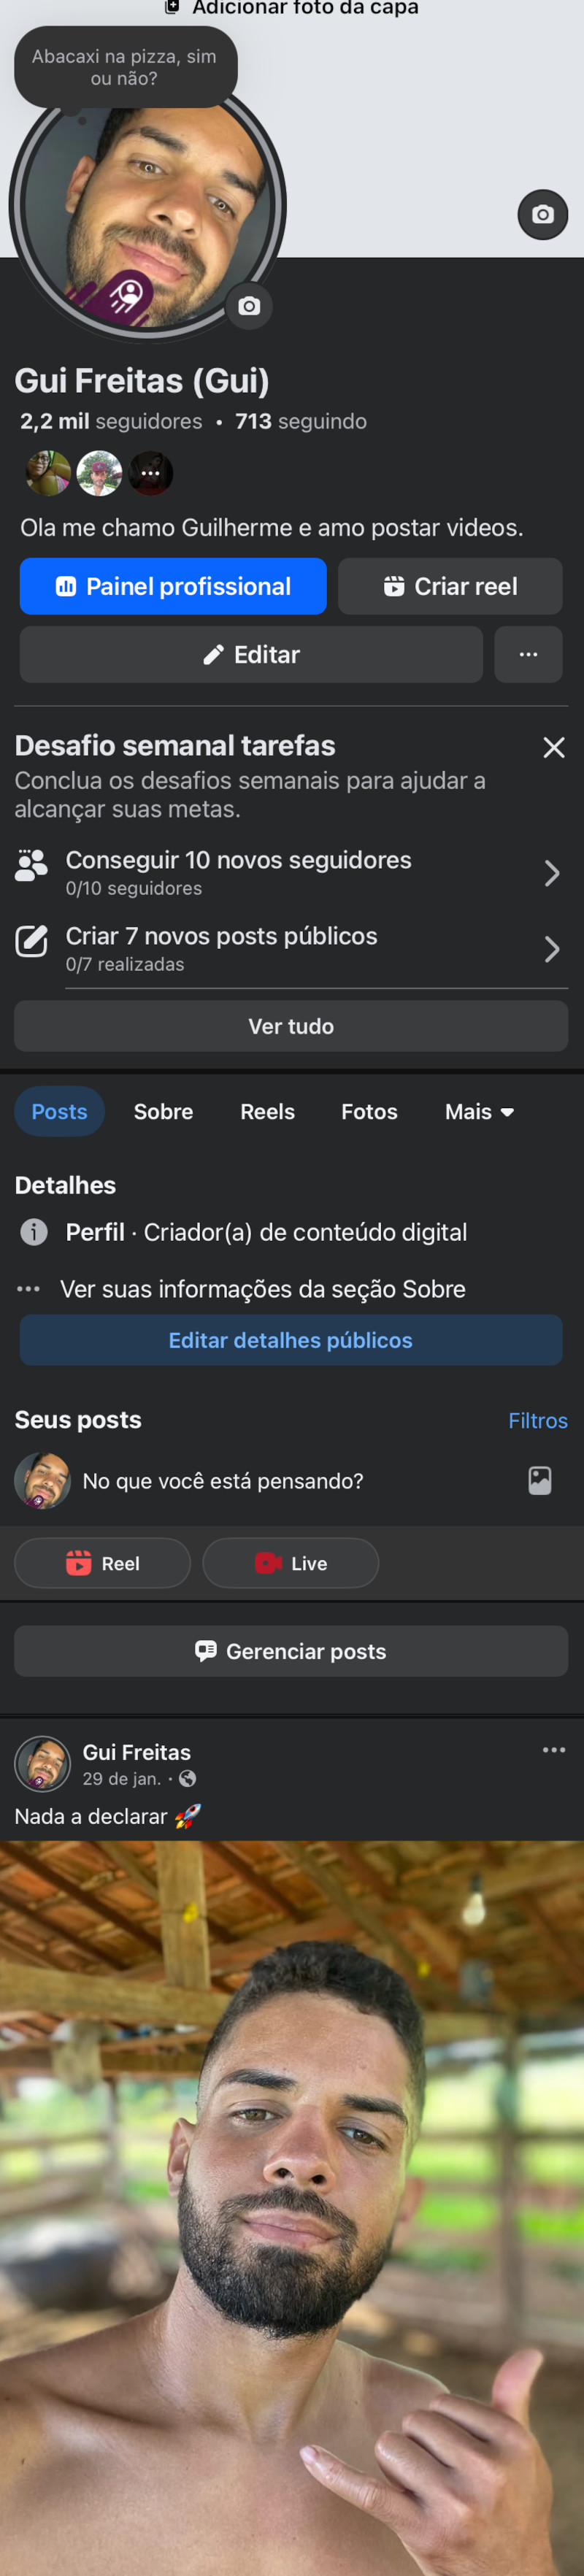 Adicionar foto da capa
Abacaxi na pizza, sim
ou não?
Gui Freitas (Gui)
2,2 mil seguidores • 713 seguindo
Ola me chamo Guilherme e amo postar videos.
Painel profissional
Criar reel
Editar
Desafio semanal tarefas
Conclua os desafios semanais para ajudar a
alcançar suas metas.
Conseguir 10 novos seguidores
0/10 seguidores
Criar 7 novos posts públicos
0/7 realizadas
Ver tudo
Posts Sobre Reels Fotos Mais
Detalhes
Perfil · Criador(a) de conteúdo digital
Ver suas informações da seção Sobre
Editar detalhes públicos
Seus posts Filtros
No que você está pensando?
Reel Live
Gerenciar posts
Gui Freitas
29 de jan. ·
Nada a declarar 🚀